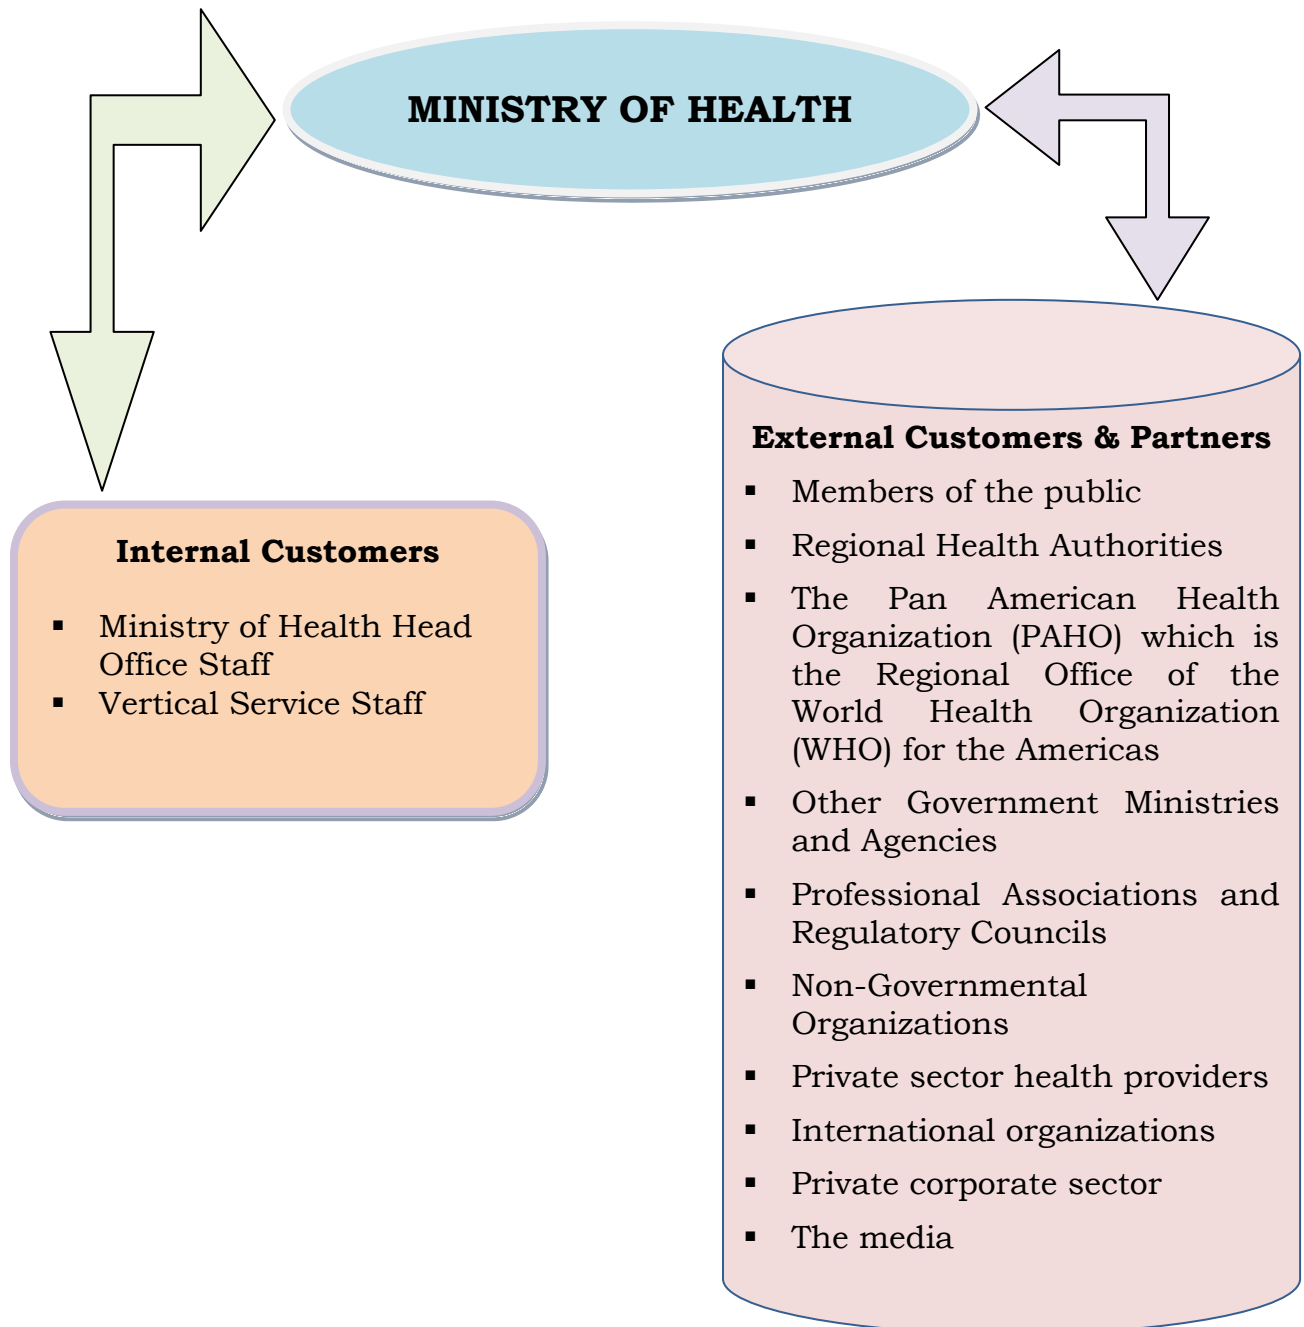 MINISTRY OF HEALTH
Internal Customers
▪ Ministry of Health Head
Office Staff
▪ Vertical Service Staff
External Customers & Partners
▪ Members of the public
▪ Regional Health Authorities
▪ The Pan American Health
Organization (PAHO) which is
the Regional Office of the
World Health Organization
(WHO) for the Americas
▪ Other Government Ministries
and Agencies
▪ Professional Associations and
Regulatory Councils
▪ Non-Governmental
Organizations
▪ Private sector health providers
▪ International organizations
▪ Private corporate sector
▪ The media